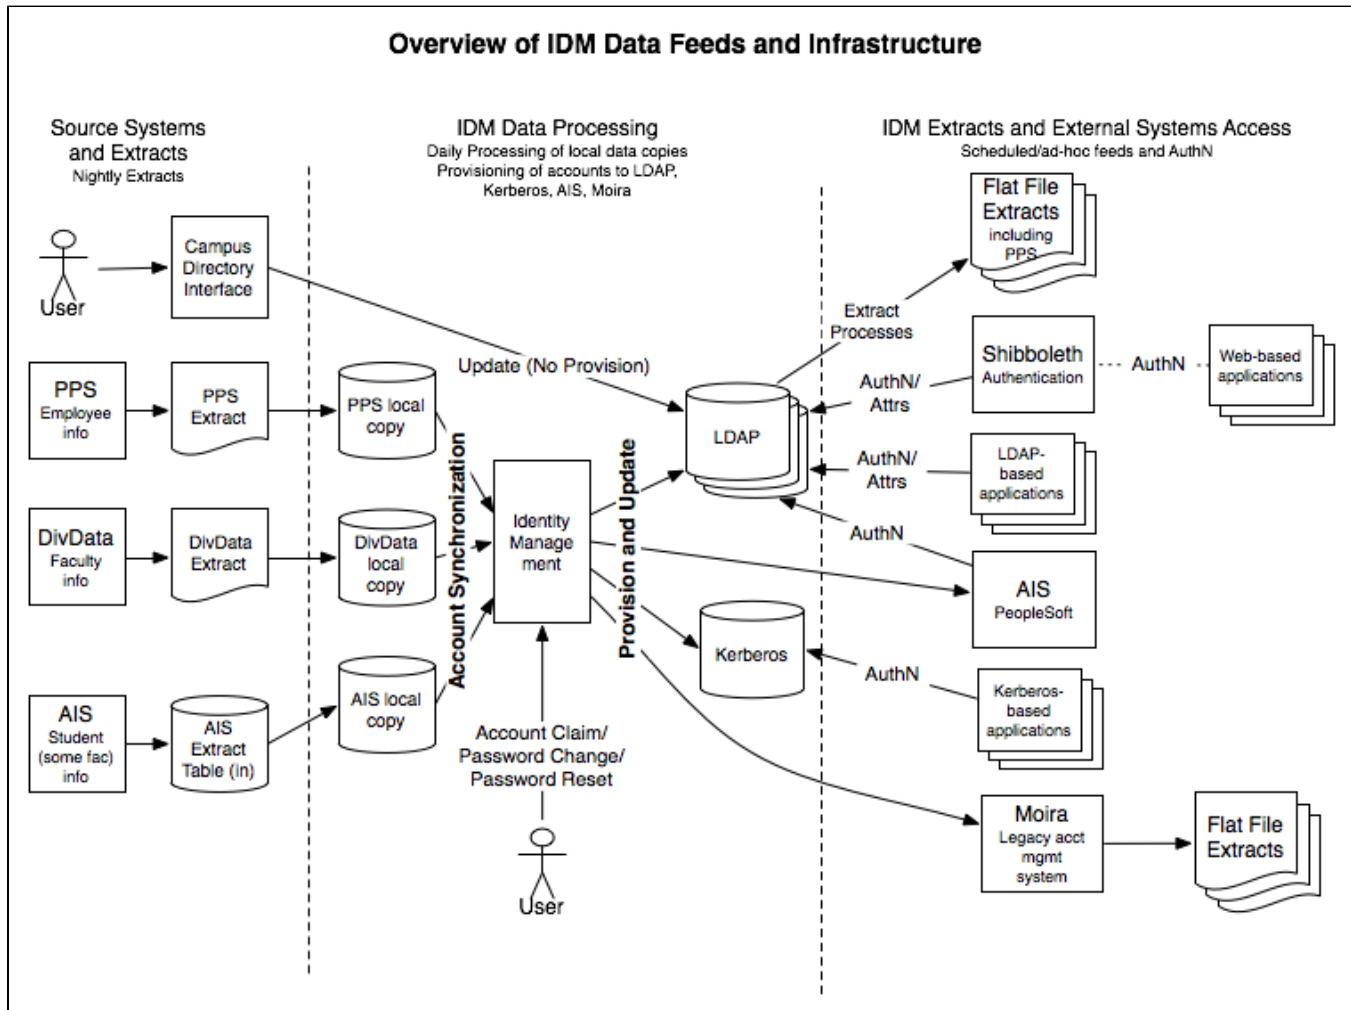 Overview of IDM Data Feeds and Infrastructure
Source Systems
and Extracts
Nightly Extracts
IDM Data Processing
Daily Processing of local data copies
Provisioning of accounts to LDAP,
Kerberos, AIS, Moira
IDM Extracts and External Systems Access
Scheduled/ad-hoc feeds and AuthN
User
Campus
Directory
Interface
Update (No Provision)
PPS
Employee
info
PPS
Extract
PPS local
copy
DivData
Faculty
info
DivData
Extract
DivData
local
copy
AIS
Student
(some fac)
info
AIS
Extract
Table (in)
AIS local
copy
Account Synchronization
Identity
Manage
ment
Provision and Update
Account Claim/
Password Change/
Password Reset
User
LDAP
Kerberos
Extract
Processes
Flat File
Extracts
including
PPS
AuthN/
Attrs
Shibboleth
Authentication
AuthN
Web-based
applications
AuthN/
Attrs
LDAP-
based
applications
AuthN
AIS
PeopleSoft
AuthN
Kerberos-
based
applications
Moira
Legacy acct
mgmt
system
Flat File
Extracts